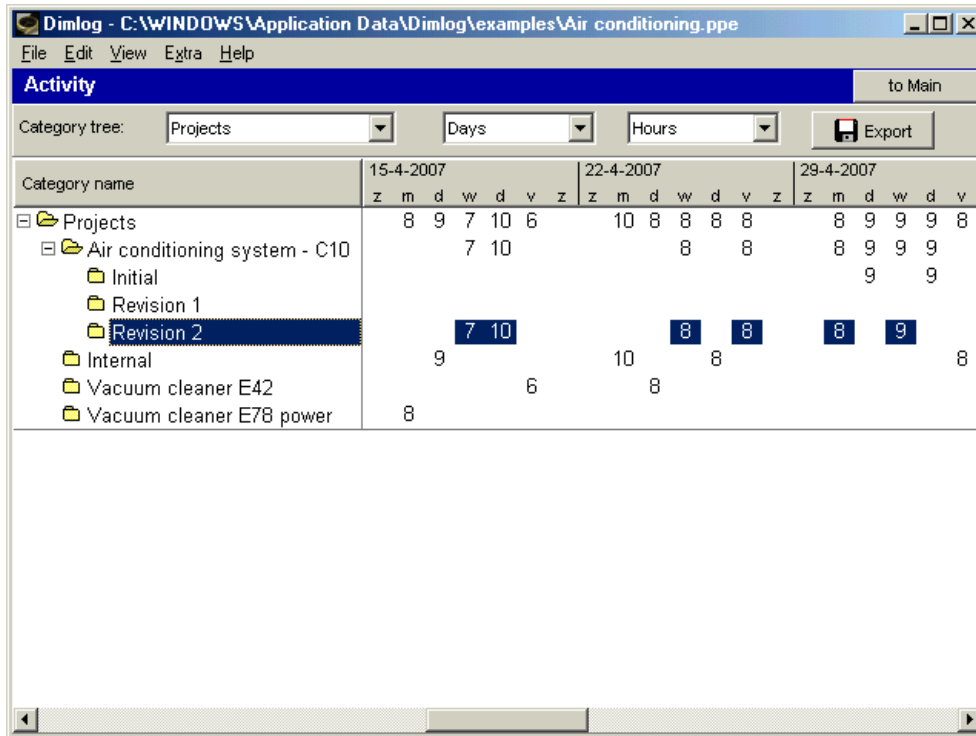 Dimlog - C:\WINDOWS\Application Data\Dimlog\examples\Air conditioning.ppe
File Edit View Extra Help
Activity to Main
Category tree: Projects Days Hours Export
Category name 15-4-2007 22-4-2007 29-4-2007
z m d w d v z z m d w d v z z m d w d v
Projects 8 9 7 10 6 10 8 8 8 8 8 9 9 9 8
Air conditioning system - C10 7 10 8 8 8 9 9 9
Initial 9 9
Revision 1
Revision 2 7 10 8 8 8 9
Internal 9 10 8 8
Vacuum cleaner E42 6 8
Vacuum cleaner E78 power 8